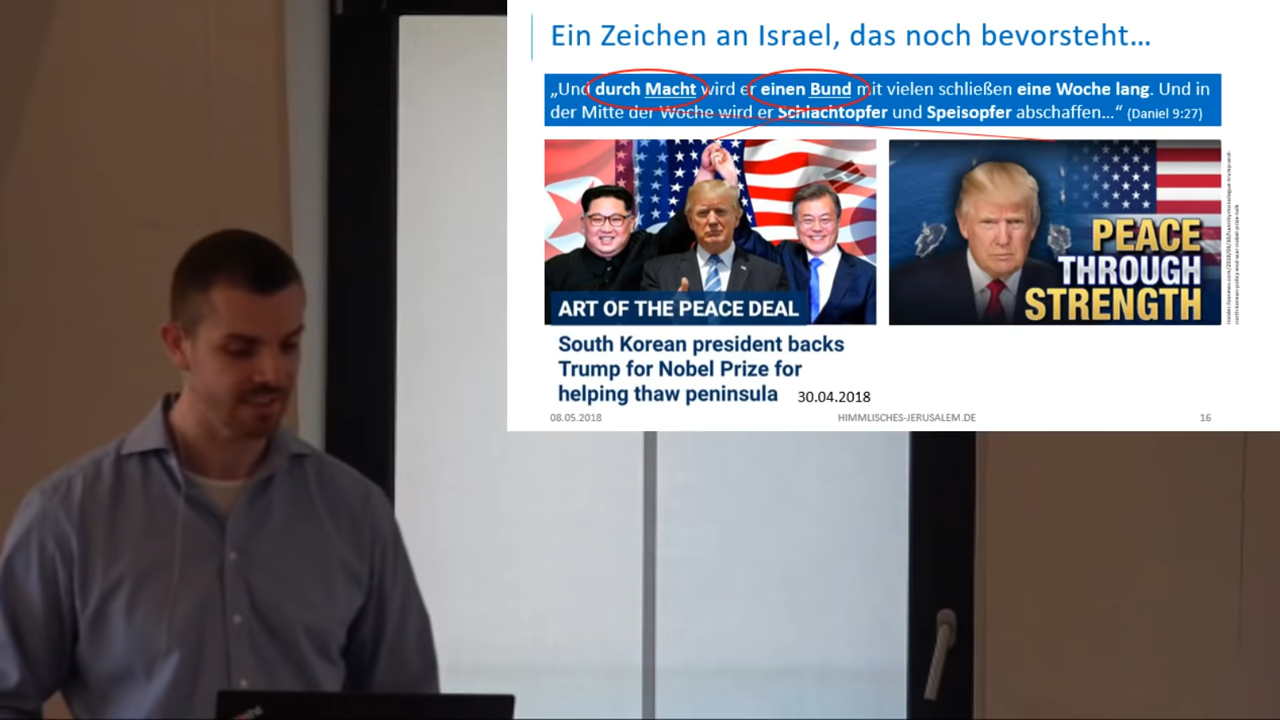 Ein Zeichen an Israel, das noch bevorsteht…
„Und durch Macht wird er einen Bund mit vielen schließen eine Woche lang. Und in
der Mitte der Woche wird er Schlachtopfer und Speisopfer abschaffen…“ (Daniel 9:27)
ART OF THE PEACE DEAL
PEACE
THROUGH
STRENGTH
South Korean president backs
Trump for Nobel Prize for
helping thaw peninsula 30.04.2018
08.05.2018 HIMMLISCHES-JERUSALEM.DE 16